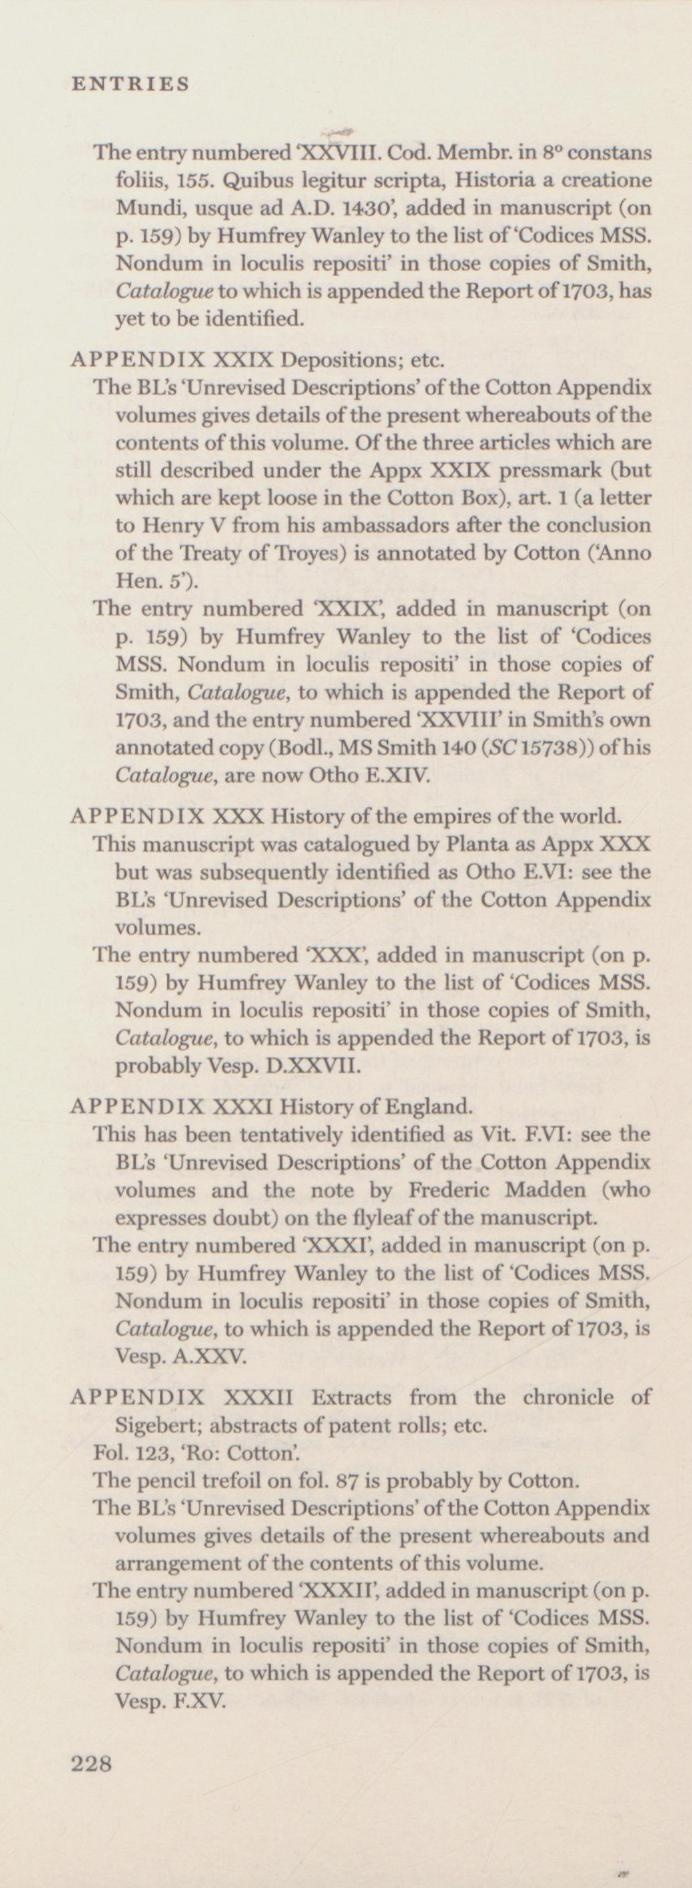 ENTRIES
The entry numbered ‘XXVIII. Cod. Membr. in 8º constans
foliis, 155. Quibus legitur scripta, Historia a creatione
Mundi, usque ad A.D. 1430’, added in manuscript (on
p. 159) by Humfrey Wanley to the list of ‘Codices MSS.
Nondum in loculis repositi’ in those copies of Smith,
Catalogue to which is appended the Report of 1703, has
yet to be identified.
APPENDIX XXIX Depositions; etc.
The BL’s ‘Unrevised Descriptions’ of the Cotton Appendix
volumes gives details of the present whereabouts of the
contents of this volume. Of the three articles which are
still described under the Appx XXIX pressmark (but
which are kept loose in the Cotton Box), art. 1 (a letter
to Henry V from his ambassadors after the conclusion
of the Treaty of Troyes) is annotated by Cotton (‘Anno
Hen. 5’).
The entry numbered ‘XXIX’, added in manuscript (on
p. 159) by Humfrey Wanley to the list of ‘Codices
MSS. Nondum in loculis repositi’ in those copies of
Smith, Catalogue, to which is appended the Report of
1703, and the entry numbered ‘XXVIII’ in Smith’s own
annotated copy (Bodl., MS Smith 140 (SC 15738)) of his
Catalogue, are now Otho E.XIV.
APPENDIX XXX History of the empires of the world.
This manuscript was catalogued by Planta as Appx XXX
but was subsequently identified as Otho E.VI: see the
BL’s ‘Unrevised Descriptions’ of the Cotton Appendix
volumes.
The entry numbered ‘XXX’, added in manuscript (on p.
159) by Humfrey Wanley to the list of ‘Codices MSS.
Nondum in loculis repositi’ in those copies of Smith,
Catalogue, to which is appended the Report of 1703, is
probably Vesp. D.XXVII.
APPENDIX XXXI History of England.
This has been tentatively identified as Vit. F.VI: see the
BL’s ‘Unrevised Descriptions’ of the Cotton Appendix
volumes and the note by Frederic Madden (who
expresses doubt) on the flyleaf of the manuscript.
The entry numbered ‘XXXI’, added in manuscript (on p.
159) by Humfrey Wanley to the list of ‘Codices MSS.
Nondum in loculis repositi’ in those copies of Smith,
Catalogue, to which is appended the Report of 1703, is
Vesp. A.XXV.
APPENDIX XXXII Extracts from the chronicle of
Sigebert; abstracts of patent rolls; etc.
Fol. 123, ‘Ro: Cotton’.
The pencil trefoil on fol. 87 is probably by Cotton.
The BL’s ‘Unrevised Descriptions’ of the Cotton Appendix
volumes gives details of the present whereabouts and
arrangement of the contents of this volume.
The entry numbered ‘XXXII’, added in manuscript (on p.
159) by Humfrey Wanley to the list of ‘Codices MSS.
Nondum in loculis repositi’ in those copies of Smith,
Catalogue, to which is appended the Report of 1703, is
Vesp. F.XV.
228